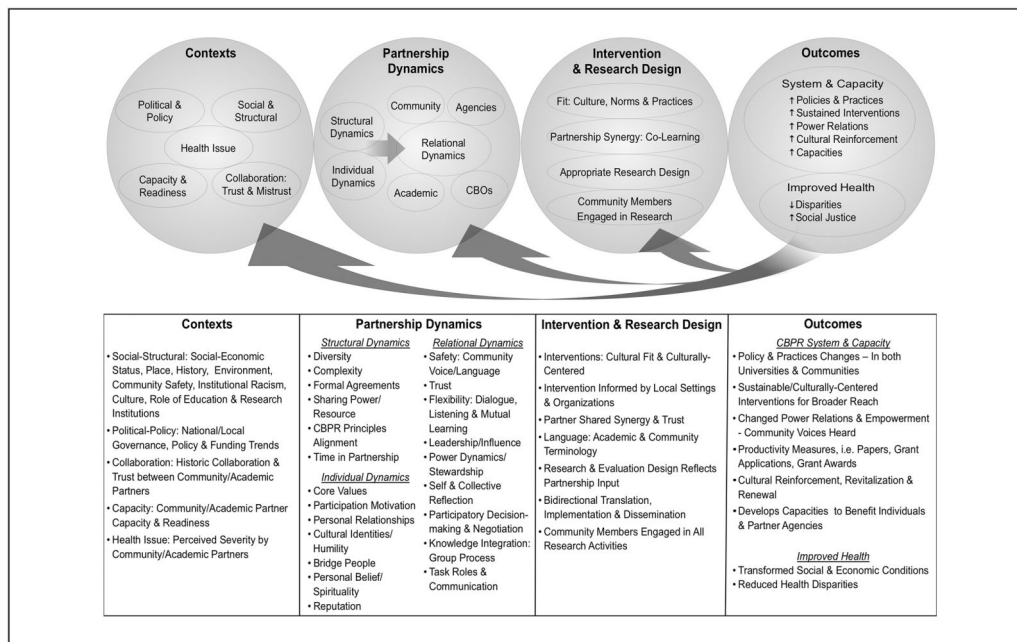 Contexts
Political &
Policy
Social &
Structural
Health Issue
Capacity &
Readiness
Collaboration:
Trust & Mistrust
Partnership
Dynamics
Community
Agencies
Structural
Dynamics
Relational
Dynamics
Individual
Dynamics
Academic
CBOs
Intervention
& Research Design
Fit: Culture, Norms & Practices
Partnership Synergy: Co-Learning
Appropriate Research Design
Community Members
Engaged in Research
Outcomes
System & Capacity
↑ Policies & Practices
↑ Sustained Interventions
↑ Power Relations
↑ Cultural Reinforcement
↑ Capacities
Improved Health
↓ Disparities
↑ Social Justice
Contexts
• Social-Structural: Social-Economic
Status, Place, History, Environment,
Community Safety, Institutional Racism,
Culture, Role of Education & Research
Institutions
• Political-Policy: National/Local
Governance, Policy & Funding Trends
• Collaboration: Historic Collaboration &
Trust between Community/Academic
Partners
• Capacity: Community/Academic Partner
Capacity & Readiness
• Health Issue: Perceived Severity by
Community/Academic Partners
Partnership Dynamics
Structural Dynamics
• Diversity
• Complexity
• Formal Agreements
• Sharing Power/
Resource
• CBPR Principles
Alignment
• Time in Partnership
Individual Dynamics
• Core Values
• Participation Motivation
• Personal Relationships
• Cultural Identities/
Humility
• Bridge People
• Personal Belief/
Spirituality
• Reputation
Relational Dynamics
• Safety: Community
Voice/Language
• Trust
• Flexibility: Dialogue,
Listening & Mutual
Learning
• Leadership/Influence
• Power Dynamics/
Stewardship
• Self & Collective
Reflection
• Participatory Decision-
making & Negotiation
• Knowledge Integration:
Group Process
• Task Roles &
Communication
Intervention & Research Design
• Interventions: Cultural Fit & Culturally-
Centered
• Intervention Informed by Local Settings
& Organizations
• Partner Shared Synergy & Trust
• Language: Academic & Community
Terminology
• Research & Evaluation Design Reflects
Partnership Input
• Bidirectional Translation,
Implementation & Dissemination
• Community Members Engaged in All
Research Activities
Outcomes
CBPR System & Capacity
• Policy & Practices Changes – In both
Universities & Communities
• Sustainable/Culturally-Centered
Interventions for Broader Reach
• Changed Power Relations & Empowerment
- Community Voices Heard
• Productivity Measures, i.e. Papers, Grant
Applications, Grant Awards
• Cultural Reinforcement, Revitalization &
Renewal
• Develops Capacities to Benefit Individuals
& Partner Agencies
Improved Health
• Transformed Social & Economic Conditions
• Reduced Health Disparities